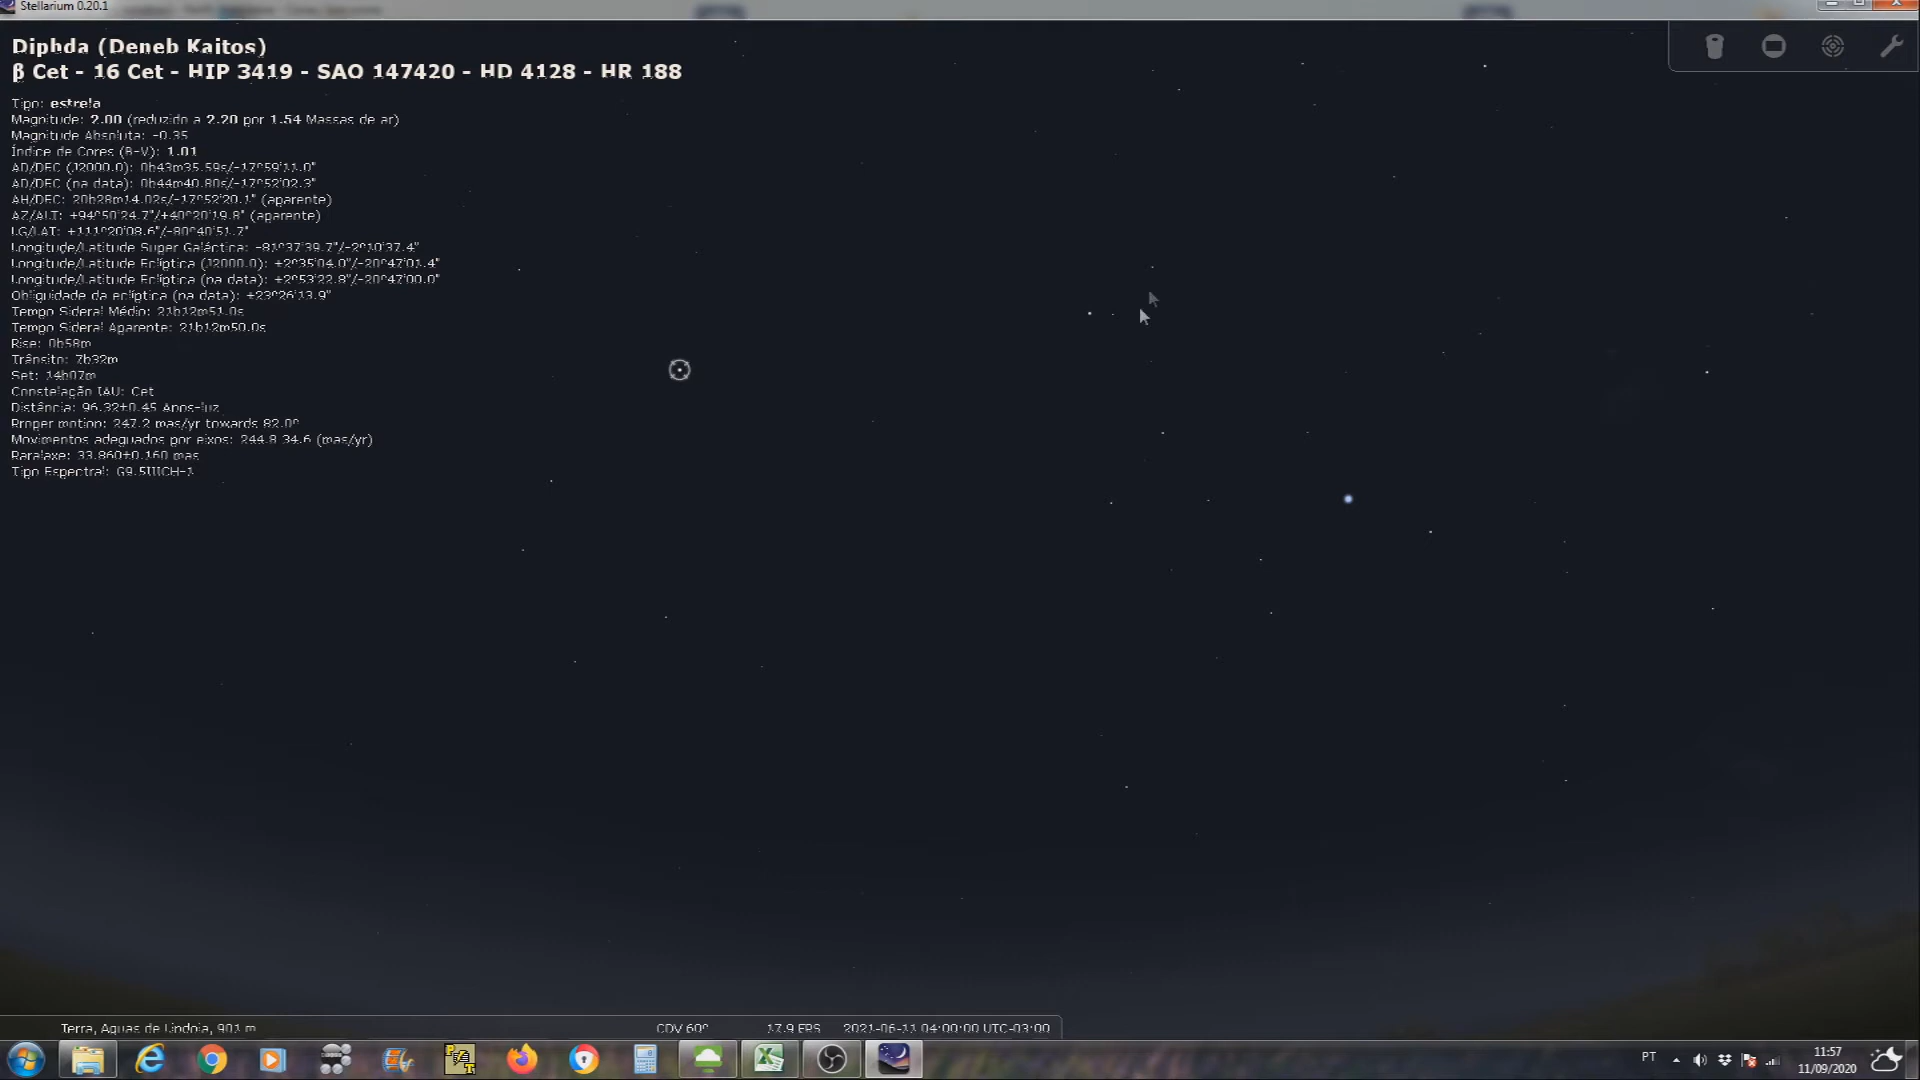 Stellarium 0.20.1
Diphda (Deneb Kaitos)
β Cet - 16 Cet - HIP 3419 - SAO 147420 - HD 4128 - HR 188
Tipo: estrela
Magnitude: 2.00 (reduzido a 2.20 por 1.54 Massas de ar)
Magnitude Absoluta: -0.35
Índice de Cores (B-V): 1.01
AD/DEC (J2000.0): 0h43m35.59s/-17°59'11.0"
AD/DEC (na data): 0h44m40.80s/-17°52'02.3"
AH/DEC: 20h28m14.02s/-17°52'20.1" (aparente)
AZ/ALT: +94°50'24.7"/+40°20'19.8" (aparente)
LG/LAT: +111°20'08.6"/-80°40'51.7"
Longitude/Latitude Super Galáctica: -81°37'39.7"/-2°10'37.4"
Longitude/Latitude Eclíptica (J2000.0): +2°35'04.0"/-20°47'01.4"
Longitude/Latitude Eclíptica (na data): +2°53'22.8"/-20°47'00.0"
Obliquidade da eclíptica (na data): +23°26'13.9"
Tempo Sideral Médio: 21h12m51.0s
Tempo Sideral Aparente: 21h12m50.0s
Rise: 0h58m
Trânsito: 7h32m
Set: 14h07m
Constelação IAU: Cet
Distância: 96.32±0.45 Anos-luz
Proper motion: 247.2 mas/yr towards 82.0°
Movimentos adequados por eixos: 244.8 34.6 (mas/yr)
Paralaxe: 33.860±0.160 mas
Tipo Espectral: G9.5IIICH-1
Terra, Águas de Lindóia, 901 m CDV 60° 17.9 FPS 2021-06-11 04:00:00 UTC-03:00
PT
11:57
11/09/2020